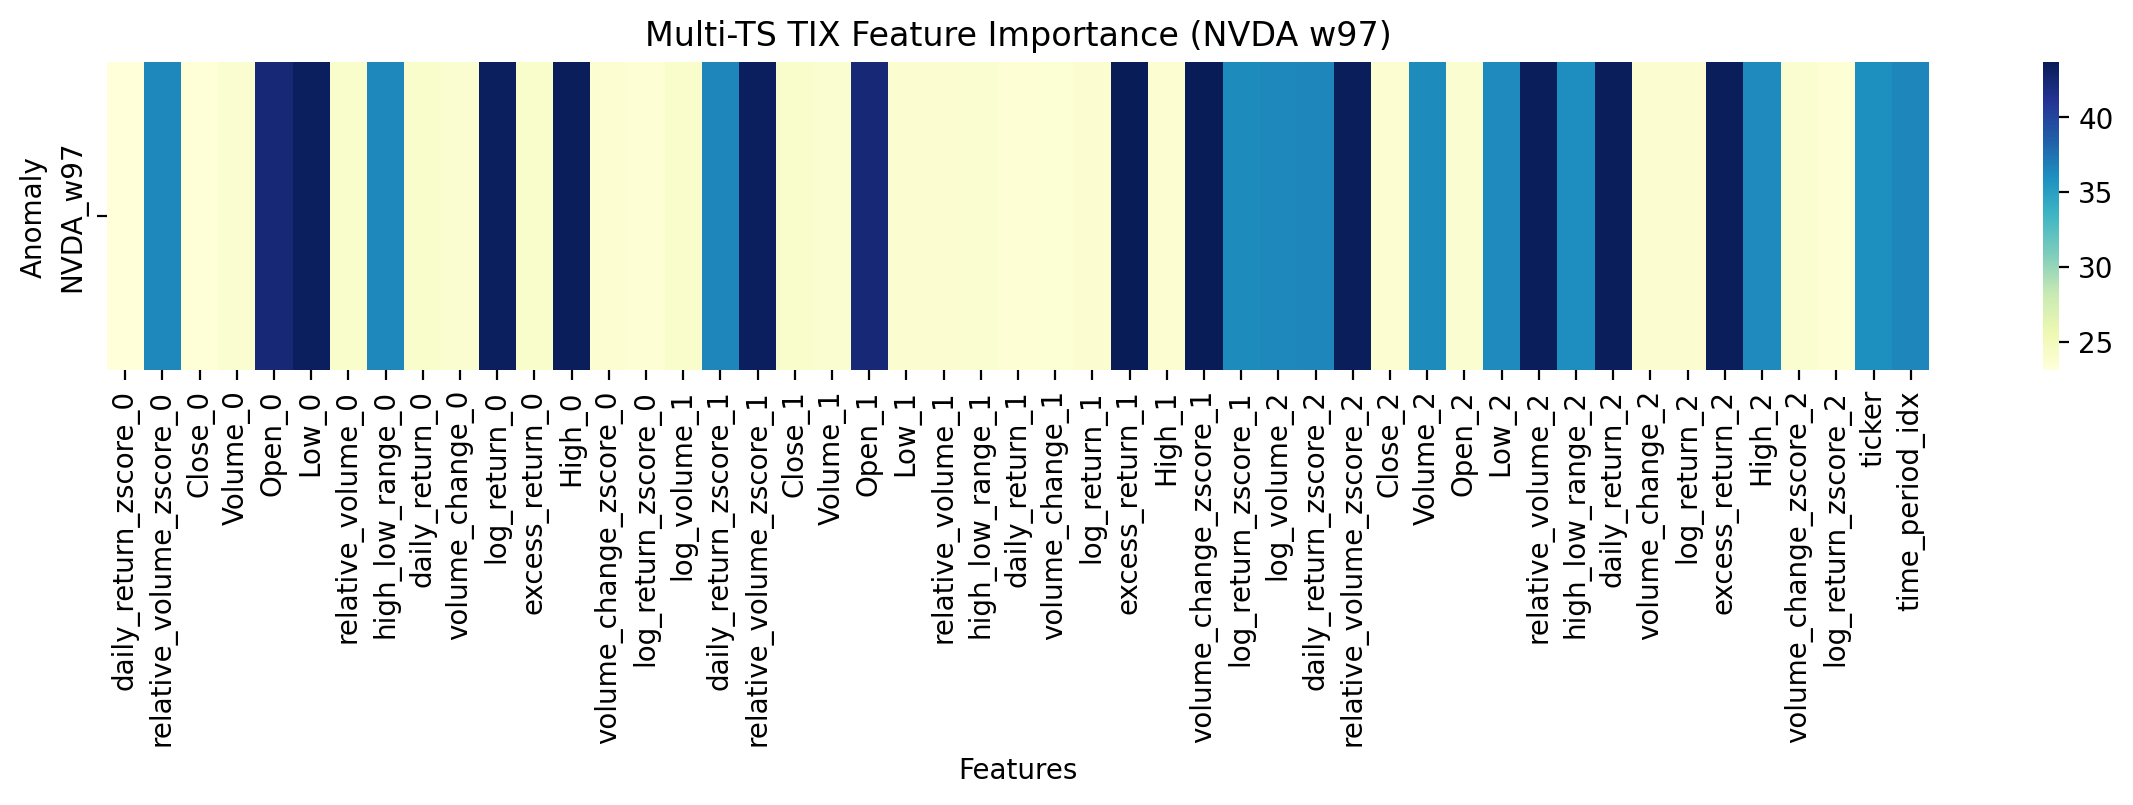 Multi-TS TIX Feature Importance (NVDA w97)
Anomaly
NVDA_w97
40
35
30
25
daily_return_zscore_0
relative_volume_zscore_0
Close_0
Volume_0
Open_0
Low_0
relative_volume_0
high_low_range_0
daily_return_0
volume_change_0
log_return_0
excess_return_0
High_0
volume_change_zscore_0
log_return_zscore_0
log_volume_1
daily_return_zscore_1
relative_volume_zscore_1
Close_1
Volume_1
Open_1
Low_1
relative_volume_1
high_low_range_1
daily_return_1
volume_change_1
log_return_1
excess_return_1
High_1
volume_change_zscore_1
log_return_zscore_1
log_volume_2
daily_return_zscore_2
relative_volume_zscore_2
Close_2
Volume_2
Open_2
Low_2
relative_volume_2
high_low_range_2
daily_return_2
volume_change_2
log_return_2
excess_return_2
High_2
volume_change_zscore_2
log_return_zscore_2
ticker
time_period_idx
Features